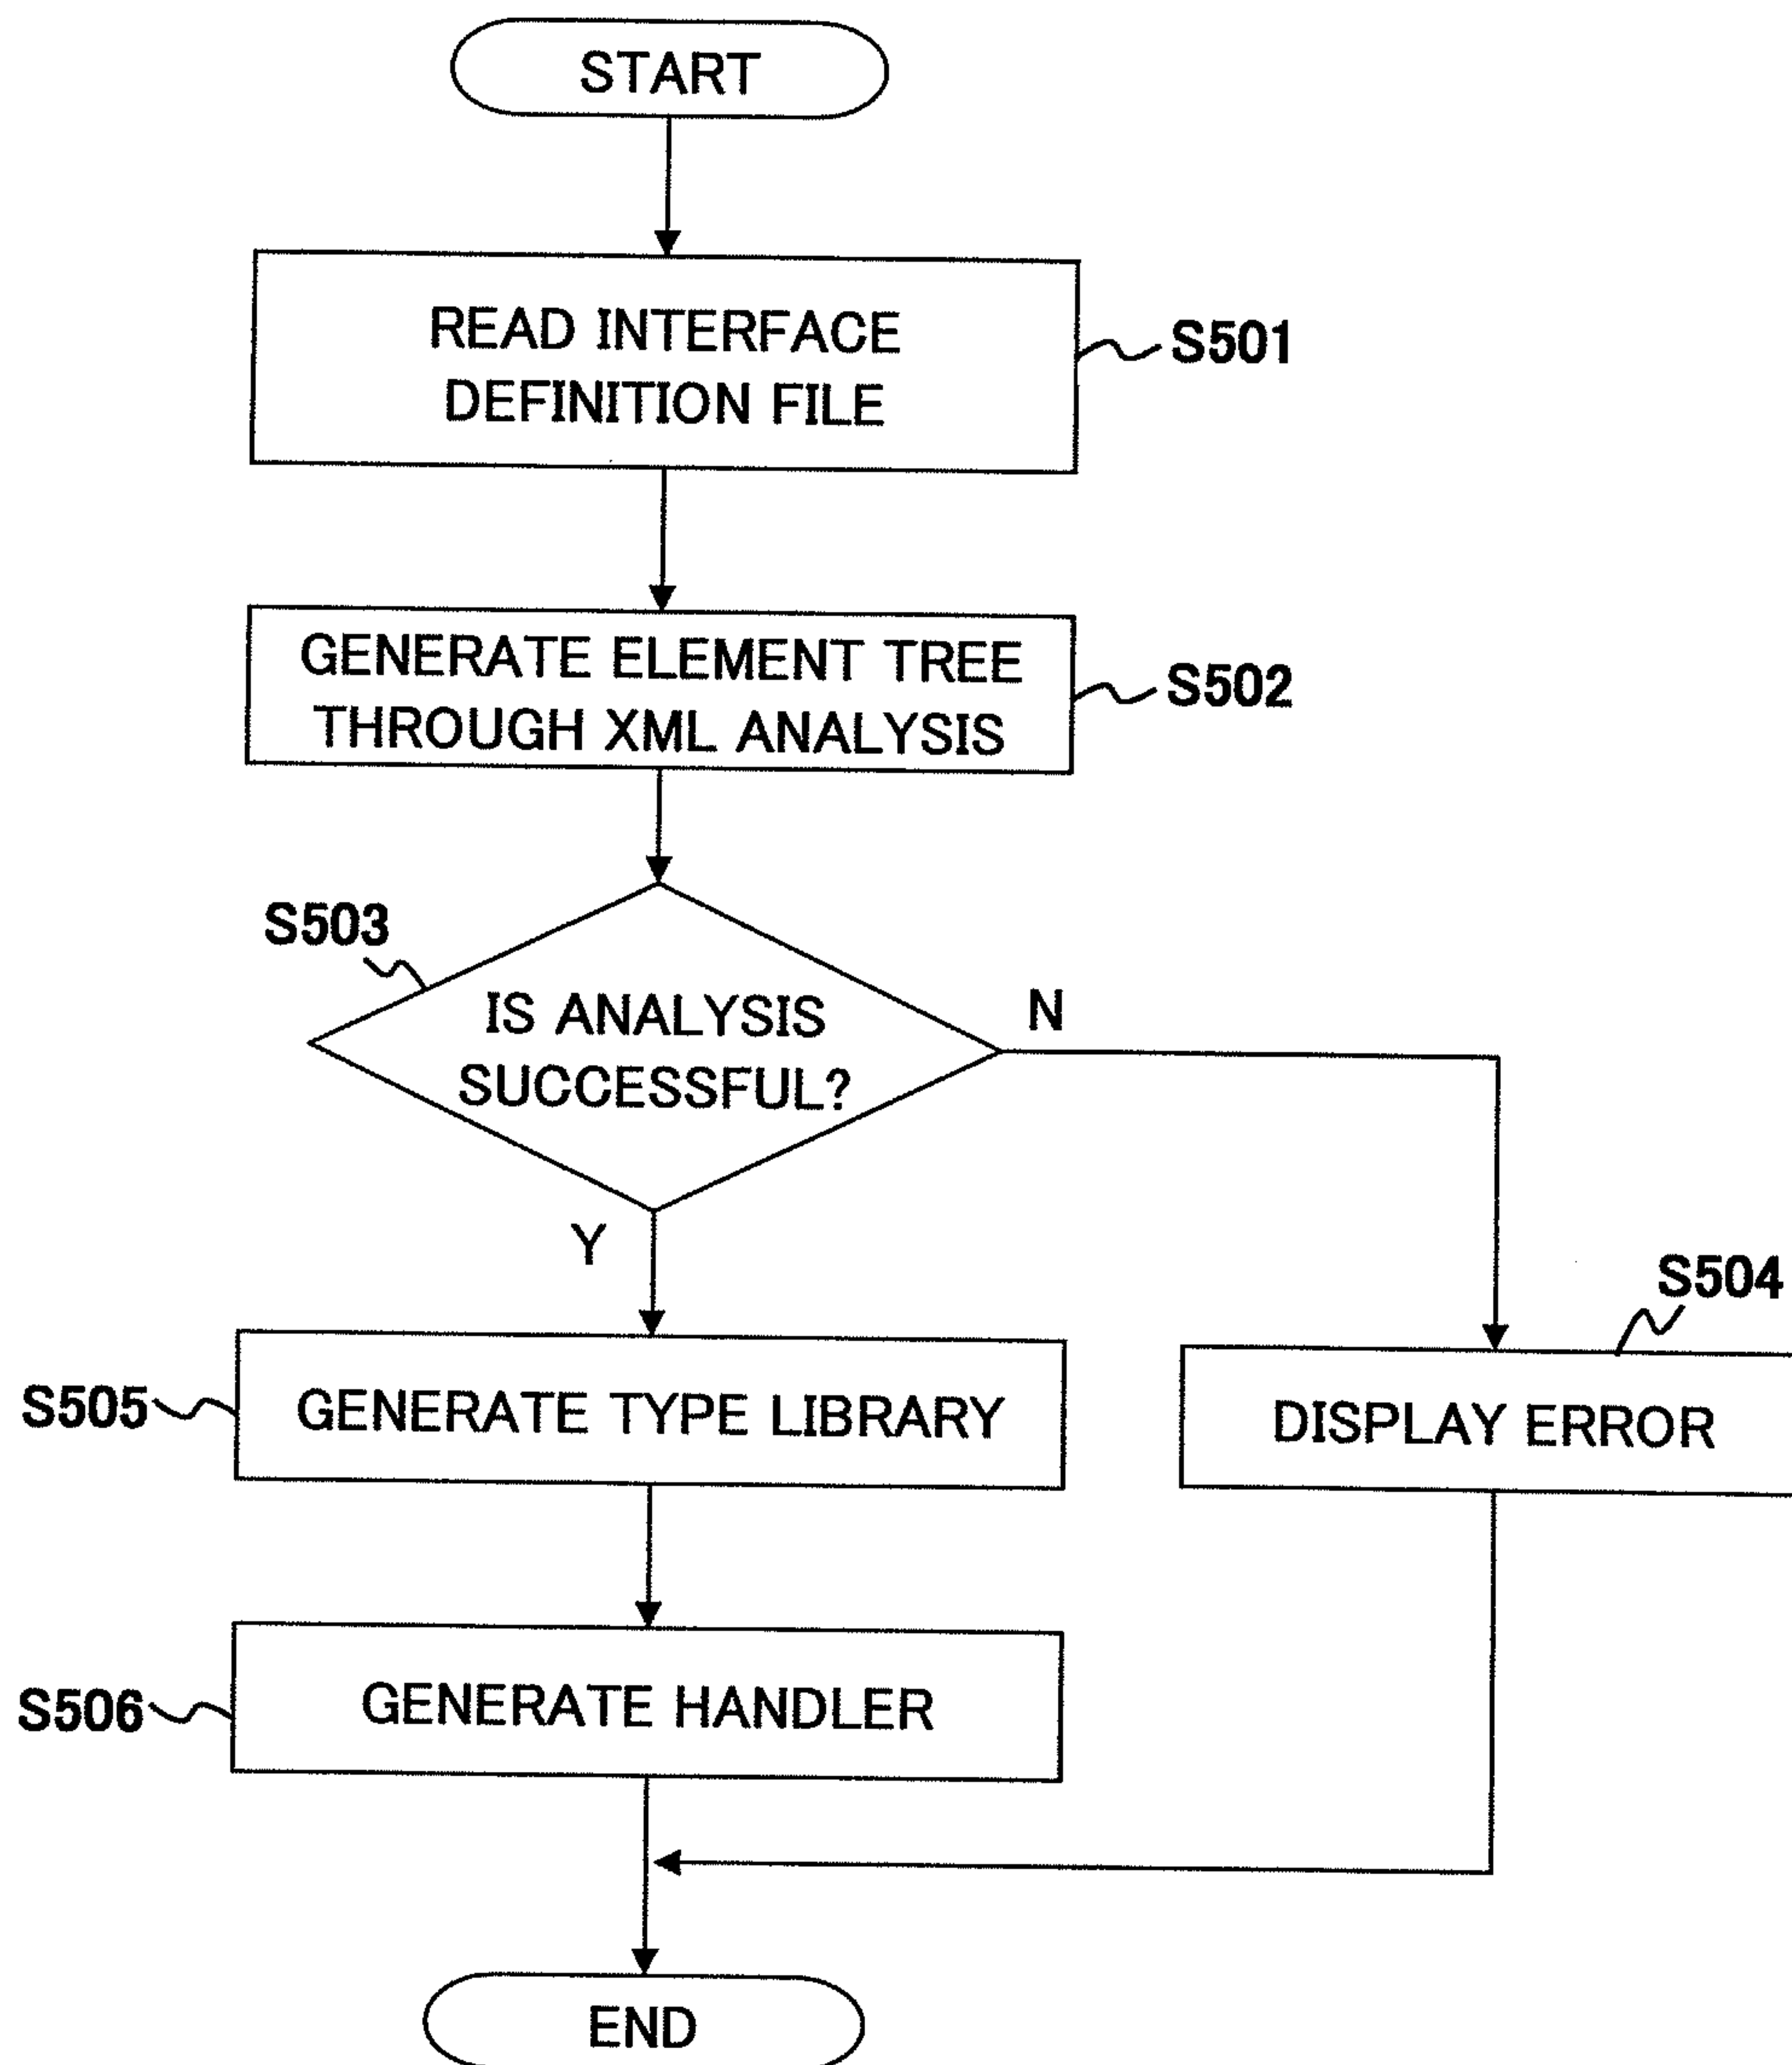 START
READ INTERFACE
DEFINITION FILE
S501
GENERATE ELEMENT TREE
THROUGH XML ANALYSIS
S502
S503
IS ANALYSIS
SUCCESSFUL?
N
Y
S504
S505
GENERATE TYPE LIBRARY
DISPLAY ERROR
S506
GENERATE HANDLER
END